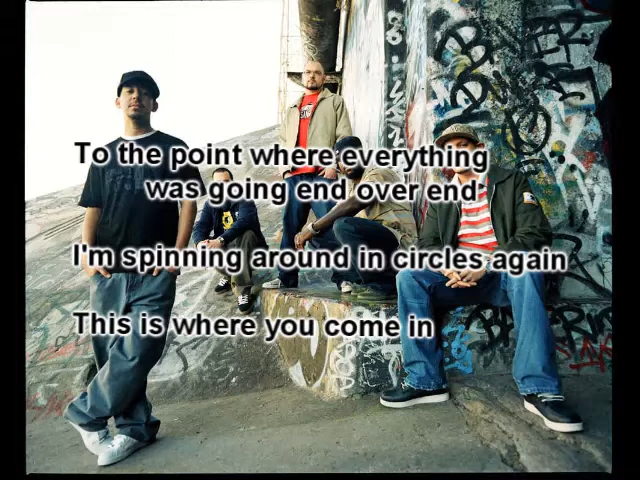 To the point where everything
was going end over end
I'm spinning around in circles again
This is where you come in